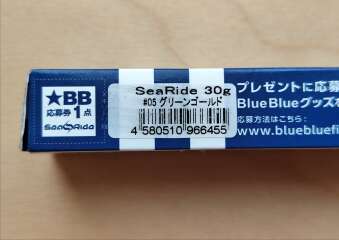 ★BB
応募券1点
SeaRide
SeaRide 30g
#05 グリーンゴールド
4 580510 966455
プレゼントに応募
BlueBlueグッズを
応募方法はこちら:
www.bluebluefi